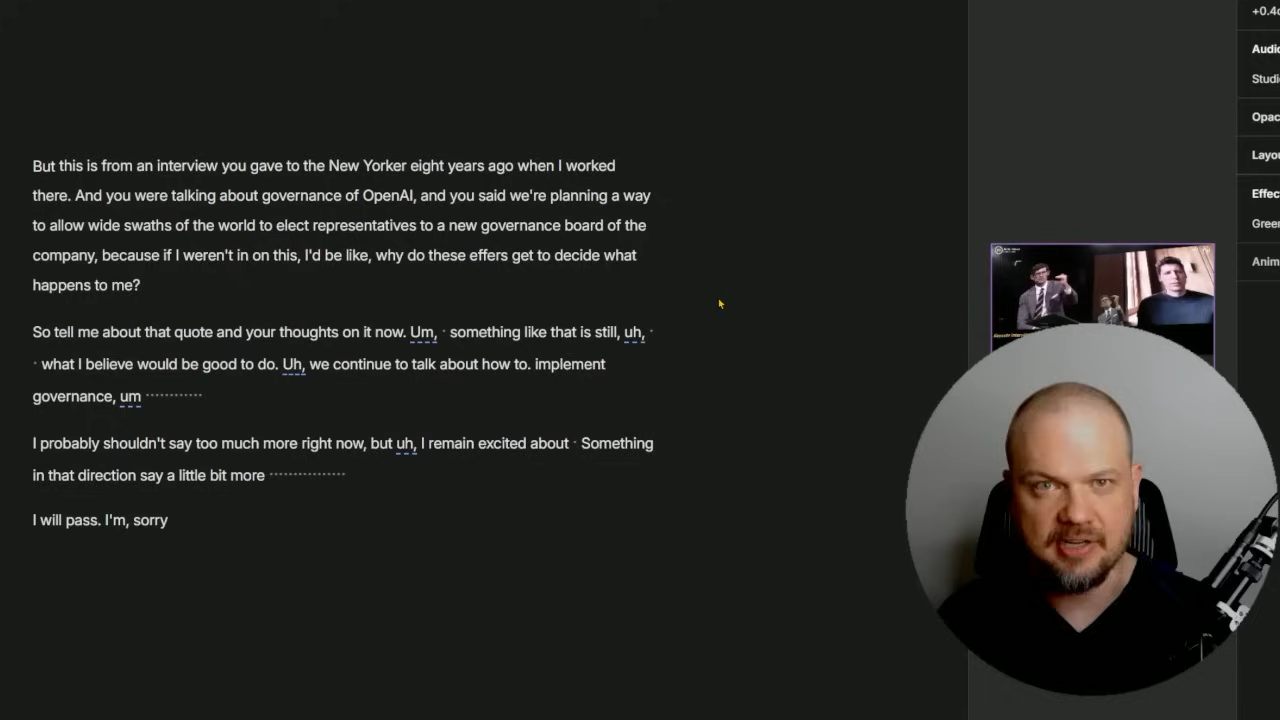 But this is from an interview you gave to the New Yorker eight years ago when I worked
there. And you were talking about governance of OpenAI, and you said we're planning a way
to allow wide swaths of the world to elect representatives to a new governance board of the
company, because if I weren't in on this, I'd be like, why do these effers get to decide what
happens to me?
So tell me about that quote and your thoughts on it now. Um, · something like that is still, uh, ·
· what I believe would be good to do. Uh, we continue to talk about how to. implement
governance, um ············
I probably shouldn't say too much more right now, but uh, I remain excited about · Something
in that direction say a little bit more ················
I will pass. I'm, sorry
Audio